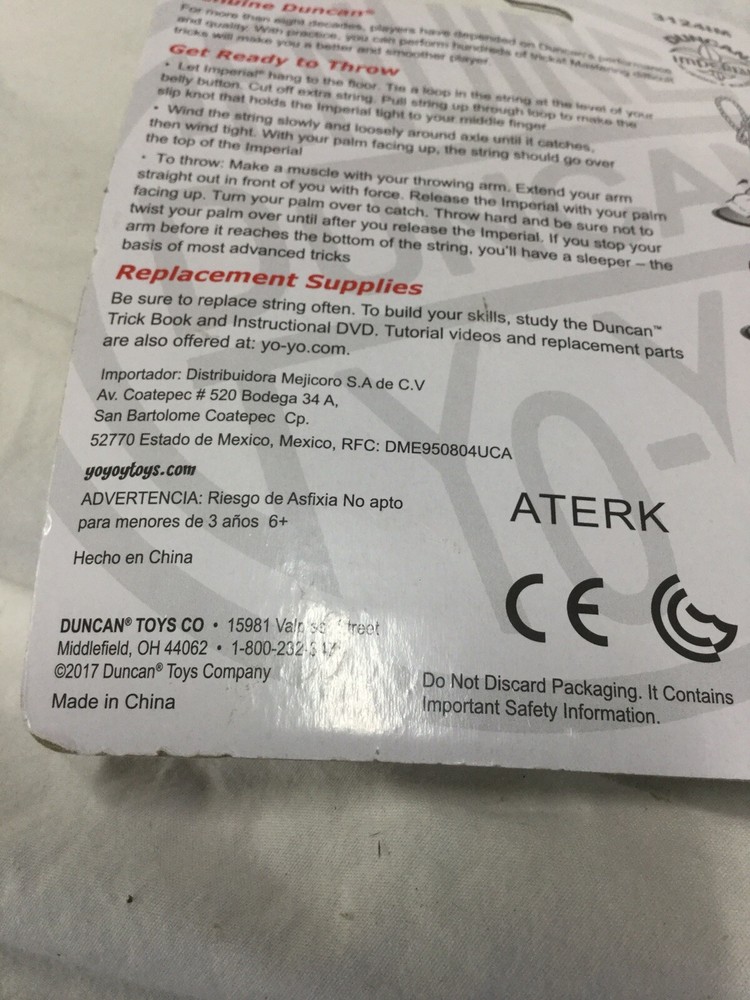 Genuine Duncan®
For more than eight decades, players have depended on Duncan's performance
and quality. With practice, you can perform hundreds of tricks! Mastering difficult
tricks will make you a better and smoother player.
3124IM
DUNCAN
IMPERIAL
Get Ready to Throw
• Let Imperial® hang to the floor. Tie a loop in the string at the level of your
belly button. Cut off extra string. Pull string up through loop to make the
slip knot that holds the Imperial tight to your middle finger
• Wind the string slowly and loosely around axle until it catches,
then wind tight. With your palm facing up, the string should go over
the top of the Imperial
• To throw: Make a muscle with your throwing arm. Extend your arm
straight out in front of you with force. Release the Imperial with your palm
facing up. Turn your palm over to catch. Throw hard and be sure not to
twist your palm over until after you release the Imperial. If you stop your
arm before it reaches the bottom of the string, you'll have a sleeper – the
basis of most advanced tricks
Replacement Supplies
Be sure to replace string often. To build your skills, study the Duncan™
Trick Book and Instructional DVD. Tutorial videos and replacement parts
are also offered at: yo-yo.com.
Importador: Distribuidora Mejicoro S.A de C.V
Av. Coatepec # 520 Bodega 34 A,
San Bartolome Coatepec Cp.
52770 Estado de Mexico, Mexico, RFC: DME950804UCA
yoyoytoys.com
ADVERTENCIA: Riesgo de Asfixia No apto
para menores de 3 años 6+
Hecho en China
ATERK
CE
DUNCAN® TOYS CO • 15981 Street
Middlefield, OH 44062 •
©2017 Duncan® Toys Company
Made in China
Do Not Discard Packaging. It Contains
Important Safety Information.